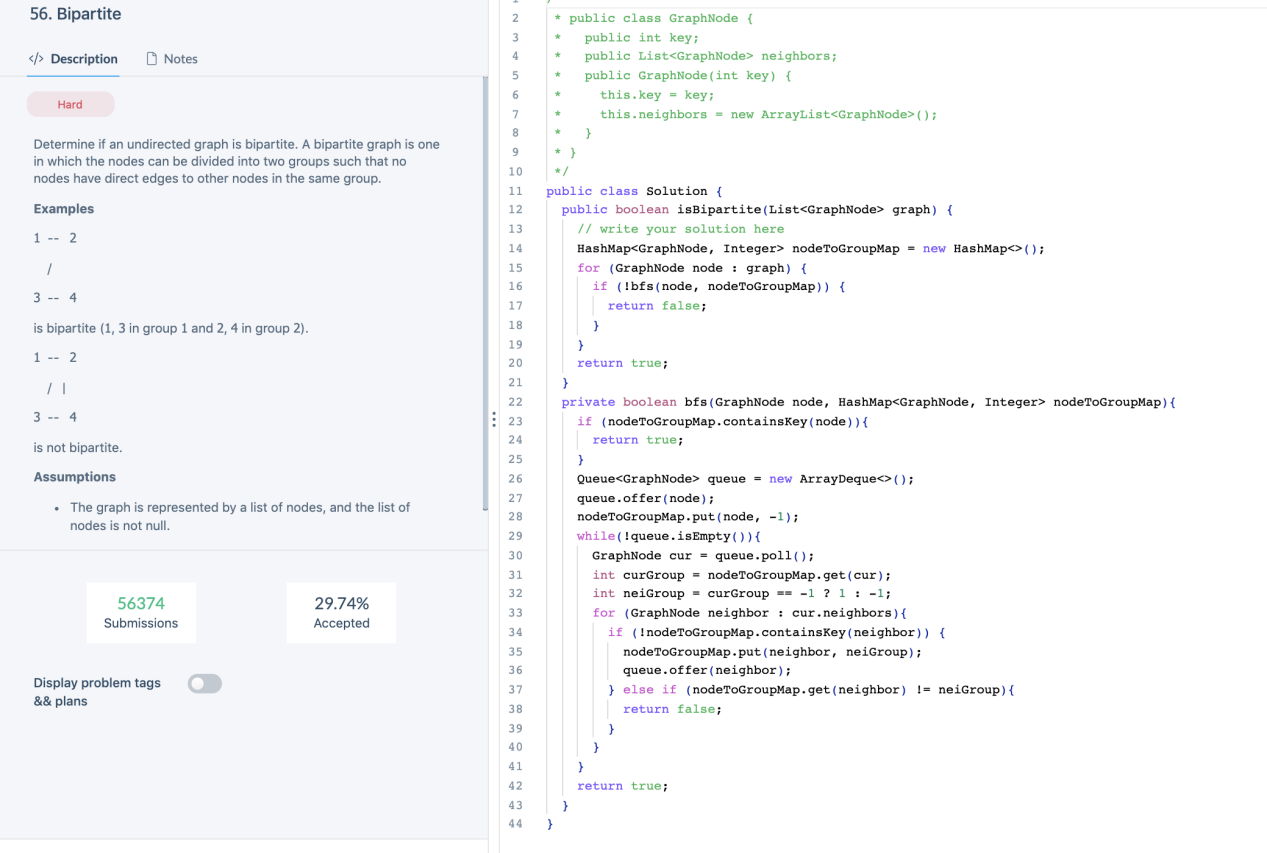 56. Bipartite
</> Description
Notes
Hard
Determine if an undirected graph is bipartite. A bipartite graph is one
in which the nodes can be divided into two groups such that no
nodes have direct edges to other nodes in the same group.
Examples
1 -- 2
/
3 -- 4
is bipartite (1, 3 in group 1 and 2, 4 in group 2).
1 -- 2
/ |
3 -- 4
is not bipartite.
Assumptions
• The graph is represented by a list of nodes, and the list of
nodes is not null.
56374
Submissions
29.74%
Accepted
Display problem tags
&& plans
2 * public class GraphNode {
3 *   public int key;
4 *   public List<GraphNode> neighbors;
5 *   public GraphNode(int key) {
6 *     this.key = key;
7 *     this.neighbors = new ArrayList<GraphNode>();
8 *   }
9 * }
10 */
11 public class Solution {
12   public boolean isBipartite(List<GraphNode> graph) {
13     // write your solution here
14     HashMap<GraphNode, Integer> nodeToGroupMap = new HashMap<>();
15     for (GraphNode node : graph) {
16       if (!bfs(node, nodeToGroupMap)) {
17         return false;
18       }
19     }
20     return true;
21   }
22   private boolean bfs(GraphNode node, HashMap<GraphNode, Integer> nodeToGroupMap){
23     if (nodeToGroupMap.containsKey(node)){
24       return true;
25     }
26     Queue<GraphNode> queue = new ArrayDeque<>();
27     queue.offer(node);
28     nodeToGroupMap.put(node, -1);
29     while(!queue.isEmpty()){
30       GraphNode cur = queue.poll();
31       int curGroup = nodeToGroupMap.get(cur);
32       int neiGroup = curGroup == -1 ? 1 : -1;
33       for (GraphNode neighbor : cur.neighbors){
34         if (!nodeToGroupMap.containsKey(neighbor)) {
35           nodeToGroupMap.put(neighbor, neiGroup);
36           queue.offer(neighbor);
37         } else if (nodeToGroupMap.get(neighbor) != neiGroup){
38           return false;
39         }
40       }
41     }
42     return true;
43   }
44 }